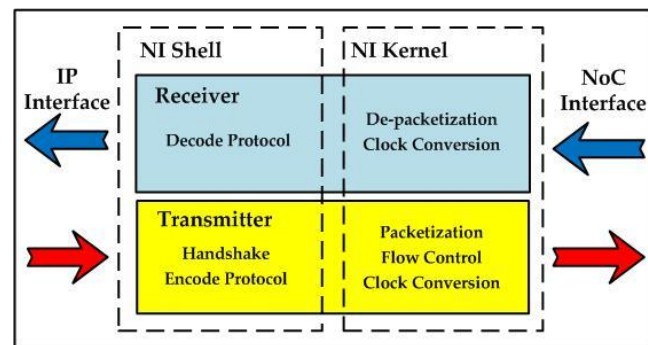 NI Shell
NI Kernel
IP
Interface
NoC
Interface
Receiver
Decode Protocol
De-packetization
Clock Conversion
Transmitter
Handshake
Encode Protocol
Packetization
Flow Control
Clock Conversion